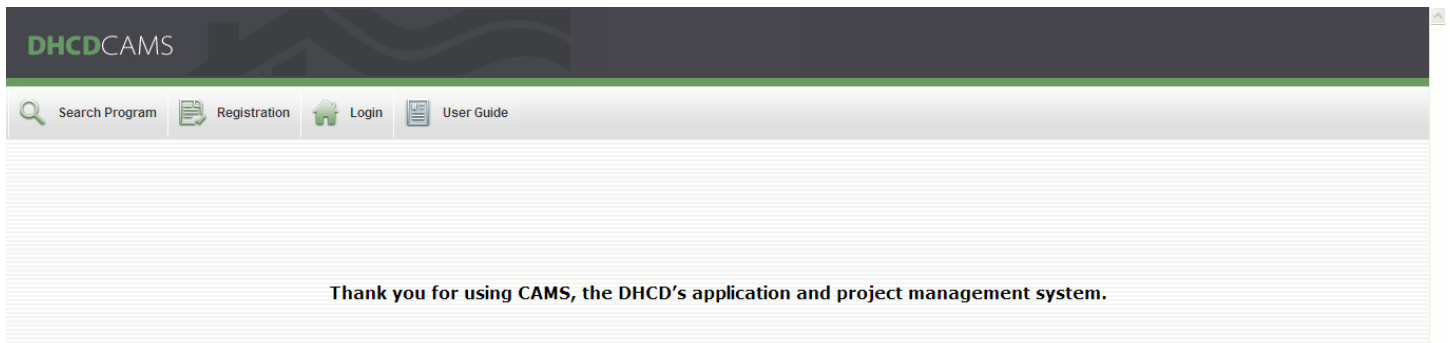 DHCDCAMS
Search Program Registration Login User Guide
Thank you for using CAMS, the DHCD’s application and project management system.